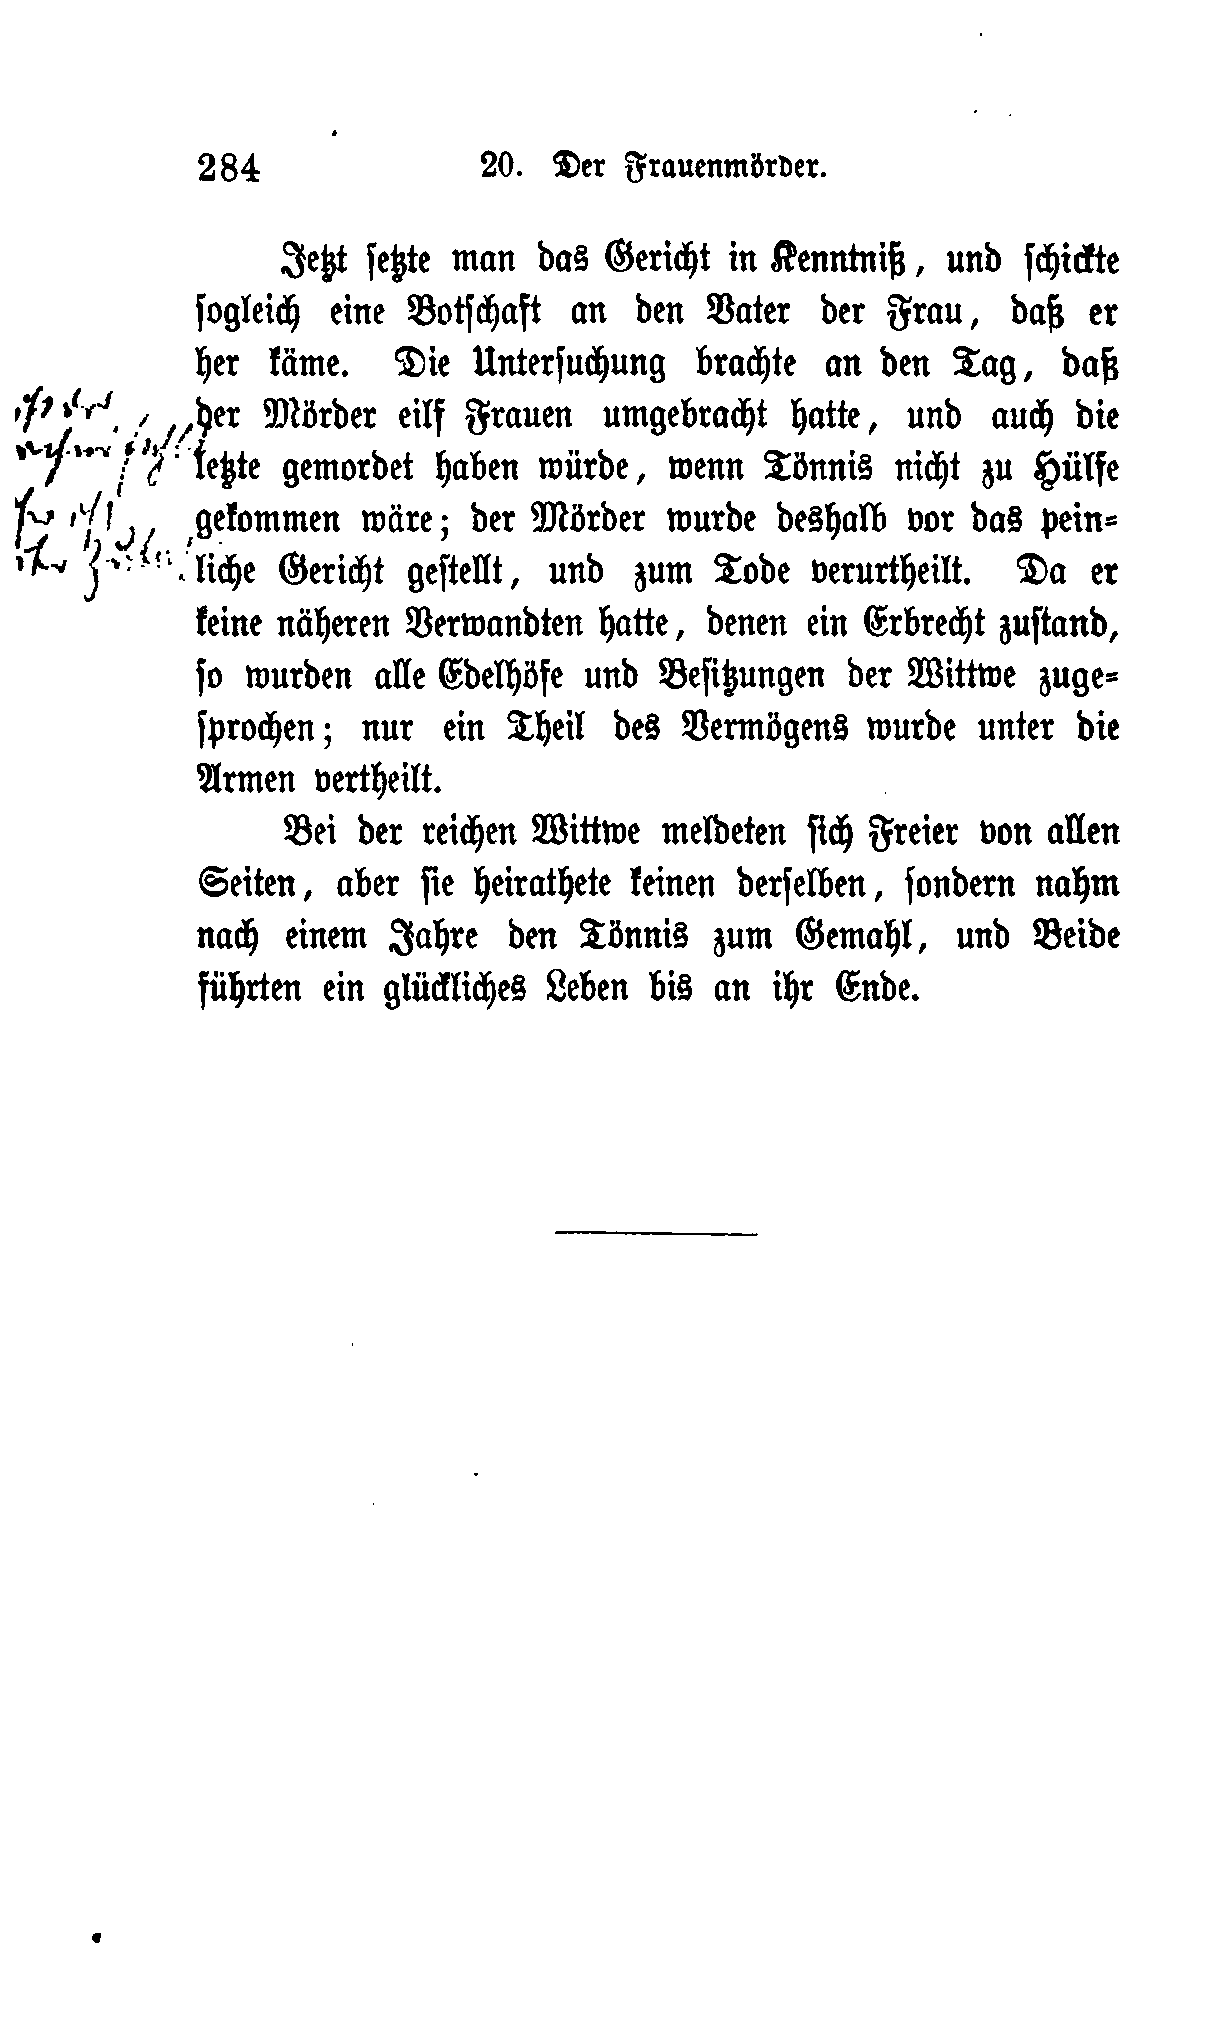 284 20. Der Frauenmörder.
Jetzt setzte man das Gericht in Kenntniß, und schickte
sogleich eine Botschaft an den Vater der Frau, daß er
her käme. Die Untersuchung brachte an den Tag, daß
der Mörder eilf Frauen umgebracht hatte, und auch die
letzte gemordet haben würde, wenn Tönnis nicht zu Hülfe
gekommen wäre; der Mörder wurde deshalb vor das pein=
liche Gericht gestellt, und zum Tode verurtheilt. Da er
keine näheren Verwandten hatte, denen ein Erbrecht zustand,
so wurden alle Edelhöfe und Besitzungen der Wittwe zuge=
sprochen; nur ein Theil des Vermögens wurde unter die
Armen vertheilt.
Bei der reichen Wittwe meldeten sich Freier von allen
Seiten, aber sie heirathete keinen derselben, sondern nahm
nach einem Jahre den Tönnis zum Gemahl, und Beide
führten ein glückliches Leben bis an ihr Ende.